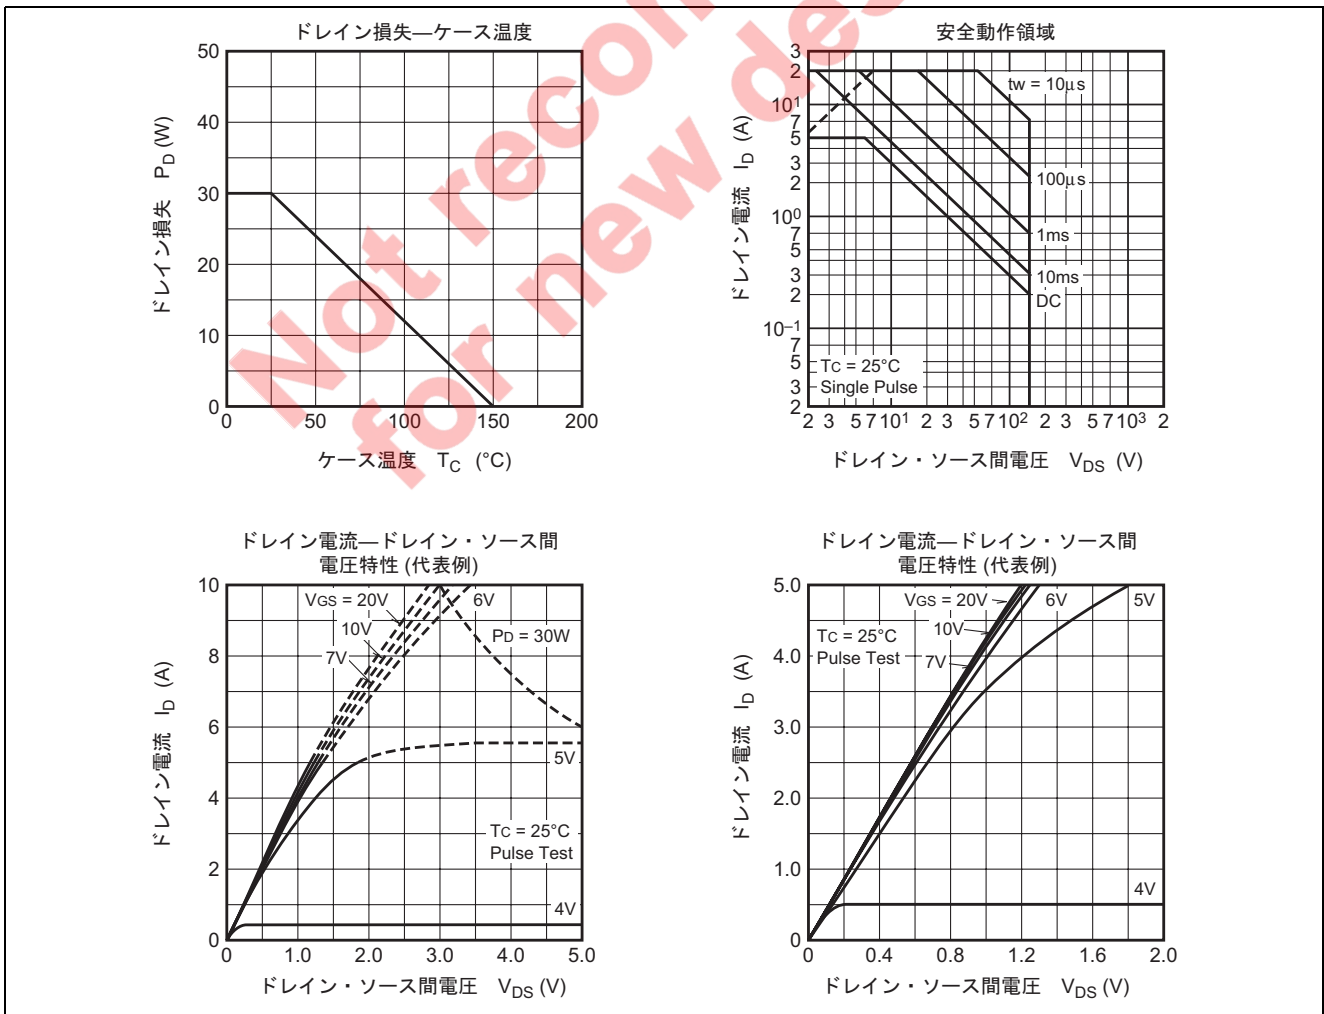 ドレイン損失—ケース温度
50
40
30
20
10
0
ドレイン損失 PD (W)
0 50 100 150 200
ケース温度 TC (°C)
安全動作領域
3
2
10¹
7
5
3
2
10⁰
7
5
3
2
10⁻¹
7
5
3
2
ドレイン電流 ID (A)
tw = 10μs
100μs
1ms
10ms
DC
TC = 25°C
Single Pulse
2 3 5 7 10¹ 2 3 5 7 10² 2 3 5 7 10³ 2
ドレイン・ソース間電圧 VDS (V)
ドレイン電流—ドレイン・ソース間
電圧特性 (代表例)
10
8
6
4
2
0
ドレイン電流 ID (A)
VGS = 20V
10V
7V
6V
PD = 30W
5V
TC = 25°C
Pulse Test
4V
0 1.0 2.0 3.0 4.0 5.0
ドレイン・ソース間電圧 VDS (V)
ドレイン電流—ドレイン・ソース間
電圧特性 (代表例)
5.0
4.0
3.0
2.0
1.0
0
ドレイン電流 ID (A)
VGS = 20V
10V
7V
6V
5V
TC = 25°C
Pulse Test
4V
0 0.4 0.8 1.2 1.6 2.0
ドレイン・ソース間電圧 VDS (V)
Not recom
for new des